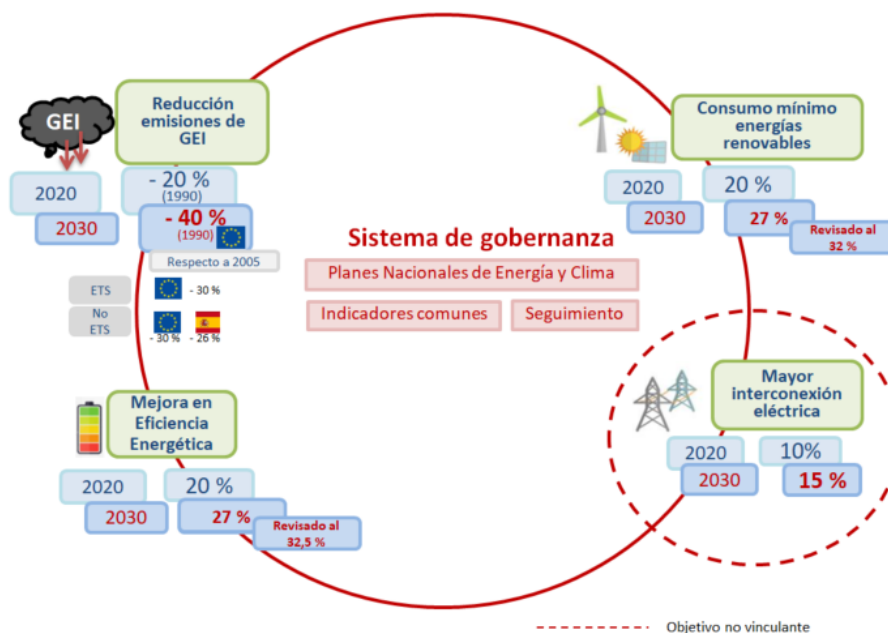 GEI
Reducción
emisiones de
GEI
2020
- 20 %
(1990)
2030
- 40 %
(1990)
Respecto a 2005
ETS
- 30 %
No
ETS
- 30 %
- 26 %
Consumo mínimo
energías
renovables
2020
20 %
2030
27 %
Revisado al
32 %
Sistema de gobernanza
Planes Nacionales de Energía y Clima
Indicadores comunes
Seguimiento
Mejora en
Eficiencia
Energética
2020
20 %
2030
27 %
Revisado al
32,5 %
Mayor
interconexión
eléctrica
2020
10%
2030
15 %
Objetivo no vinculante